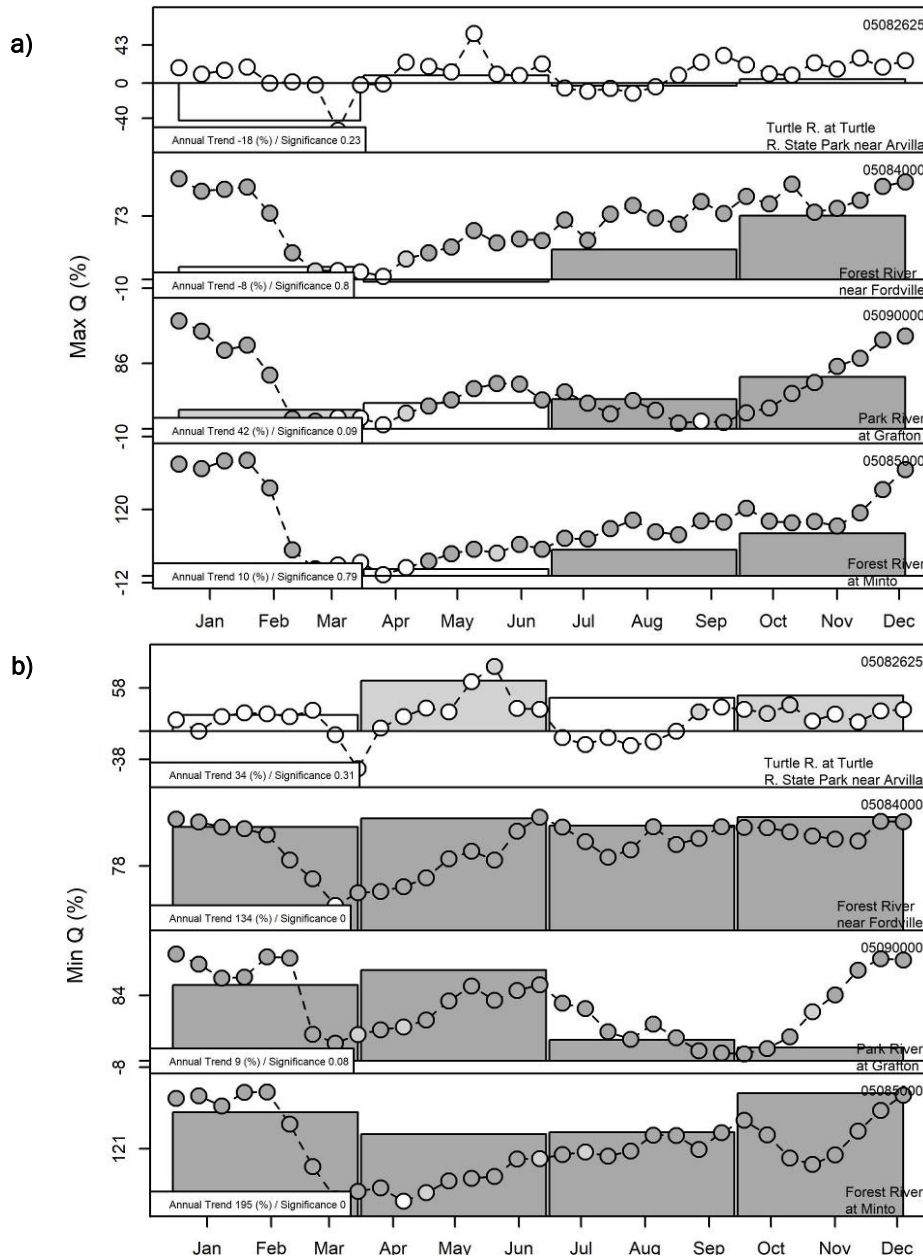 a)
Max Q (%)
43
0
-40
05082625
Turtle R. at Turtle
R. State Park near Arvilla
Annual Trend -18 (%) / Significance 0.23
73
-10
05084000
Forest River
near Fordville
Annual Trend -8 (%) / Significance 0.8
86
-10
05090000
Park River
at Grafton
Annual Trend 42 (%) / Significance 0.09
120
-12
05085000
Forest River
at Minto
Annual Trend 10 (%) / Significance 0.79
Jan Feb Mar Apr May Jun Jul Aug Sep Oct Nov Dec
b)
Min Q (%)
58
-38
05082625
Turtle R. at Turtle
R. State Park near Arvilla
Annual Trend 34 (%) / Significance 0.31
78
05084000
Forest River
near Fordville
Annual Trend 134 (%) / Significance 0
84
-8
05090000
Park River
at Grafton
Annual Trend 9 (%) / Significance 0.08
121
05085000
Forest River
at Minto
Annual Trend 195 (%) / Significance 0
Jan Feb Mar Apr May Jun Jul Aug Sep Oct Nov Dec